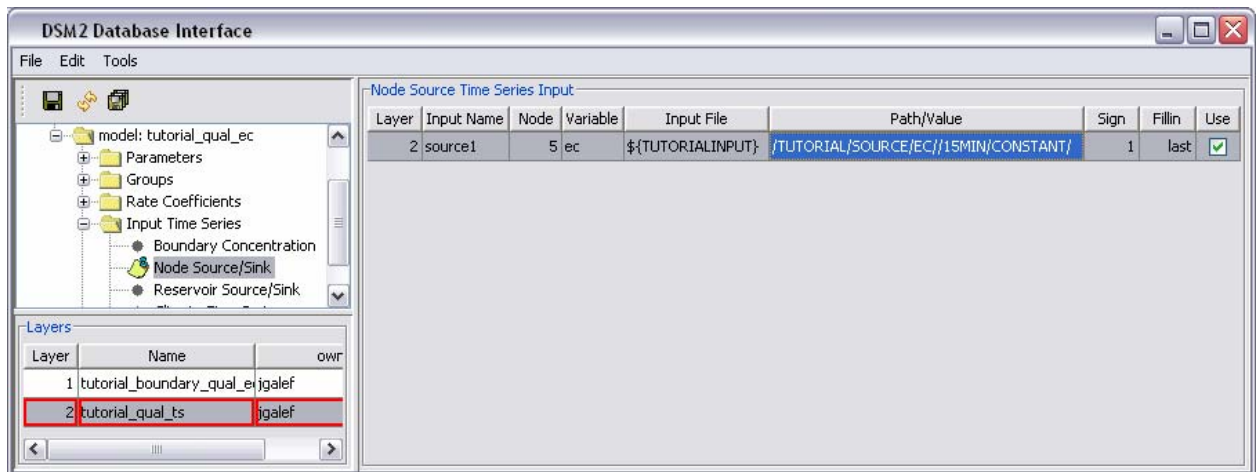 DSM2 Database Interface
File Edit Tools
model: tutorial_qual_ec
Parameters
Groups
Rate Coefficients
Input Time Series
Boundary Concentration
Node Source/Sink
Reservoir Source/Sink
Layers
Layer Name owr
1 tutorial_boundary_qual_e jgalef
2 tutorial_qual_ts jgalef
Node Source Time Series Input
Layer Input Name Node Variable Input File Path/Value Sign Fillin Use
2 source1 5 ec ${TUTORIALINPUT} /TUTORIAL/SOURCE/EC//15MIN/CONSTANT/ 1 last